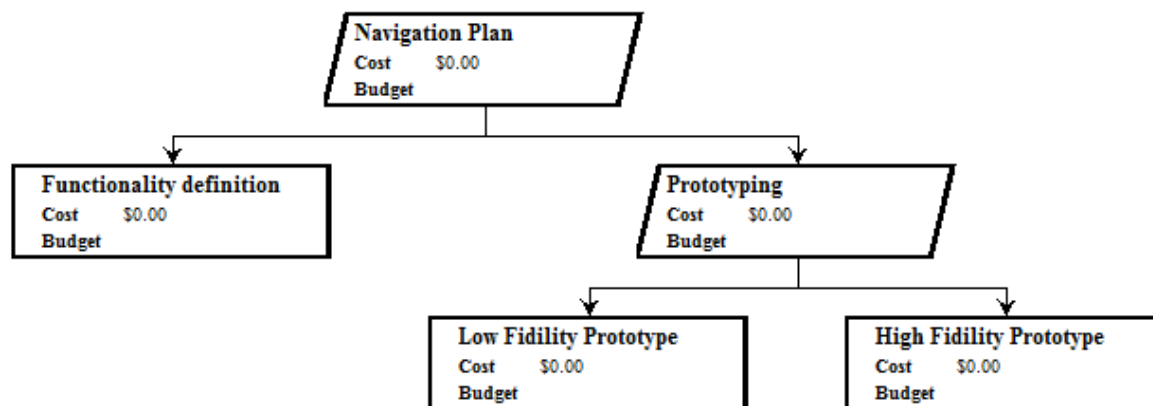 Navigation Plan
Cost $0.00
Budget
Functionality definition
Cost $0.00
Budget
Prototyping
Cost $0.00
Budget
Low Fidility Prototype
Cost $0.00
Budget
High Fidility Prototype
Cost $0.00
Budget